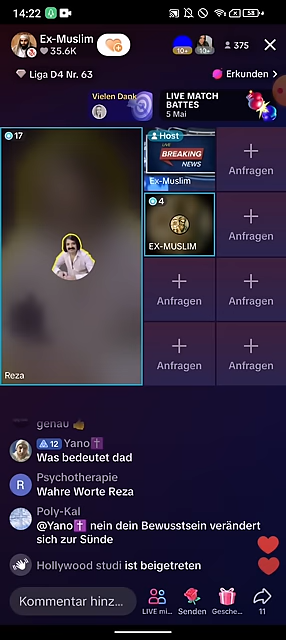 14:22
58
Ex-Muslim
35.6K
10+
10+
375
Liga D4 Nr. 63
Erkunden
Vielen Dank
LIVE MATCH
BATTES
5 Mai
17
Host
LIVE
BREAKING
NEWS
Ex-Muslim
Anfragen
4
EX-MUSLIM
Anfragen
Anfragen
Anfragen
Anfragen
Anfragen
Reza
genau 👍
12 Yano✝️
Was bedeutet dad
R
Psychotherapie
Wahre Worte Reza
Poly-Kal
@Yano✝️ nein dein Bewusstsein verändert
sich zur Sünde
Hollywood studi ist beigetreten
Kommentar hinz...
LIVE mi...
Senden
Gesche...
11